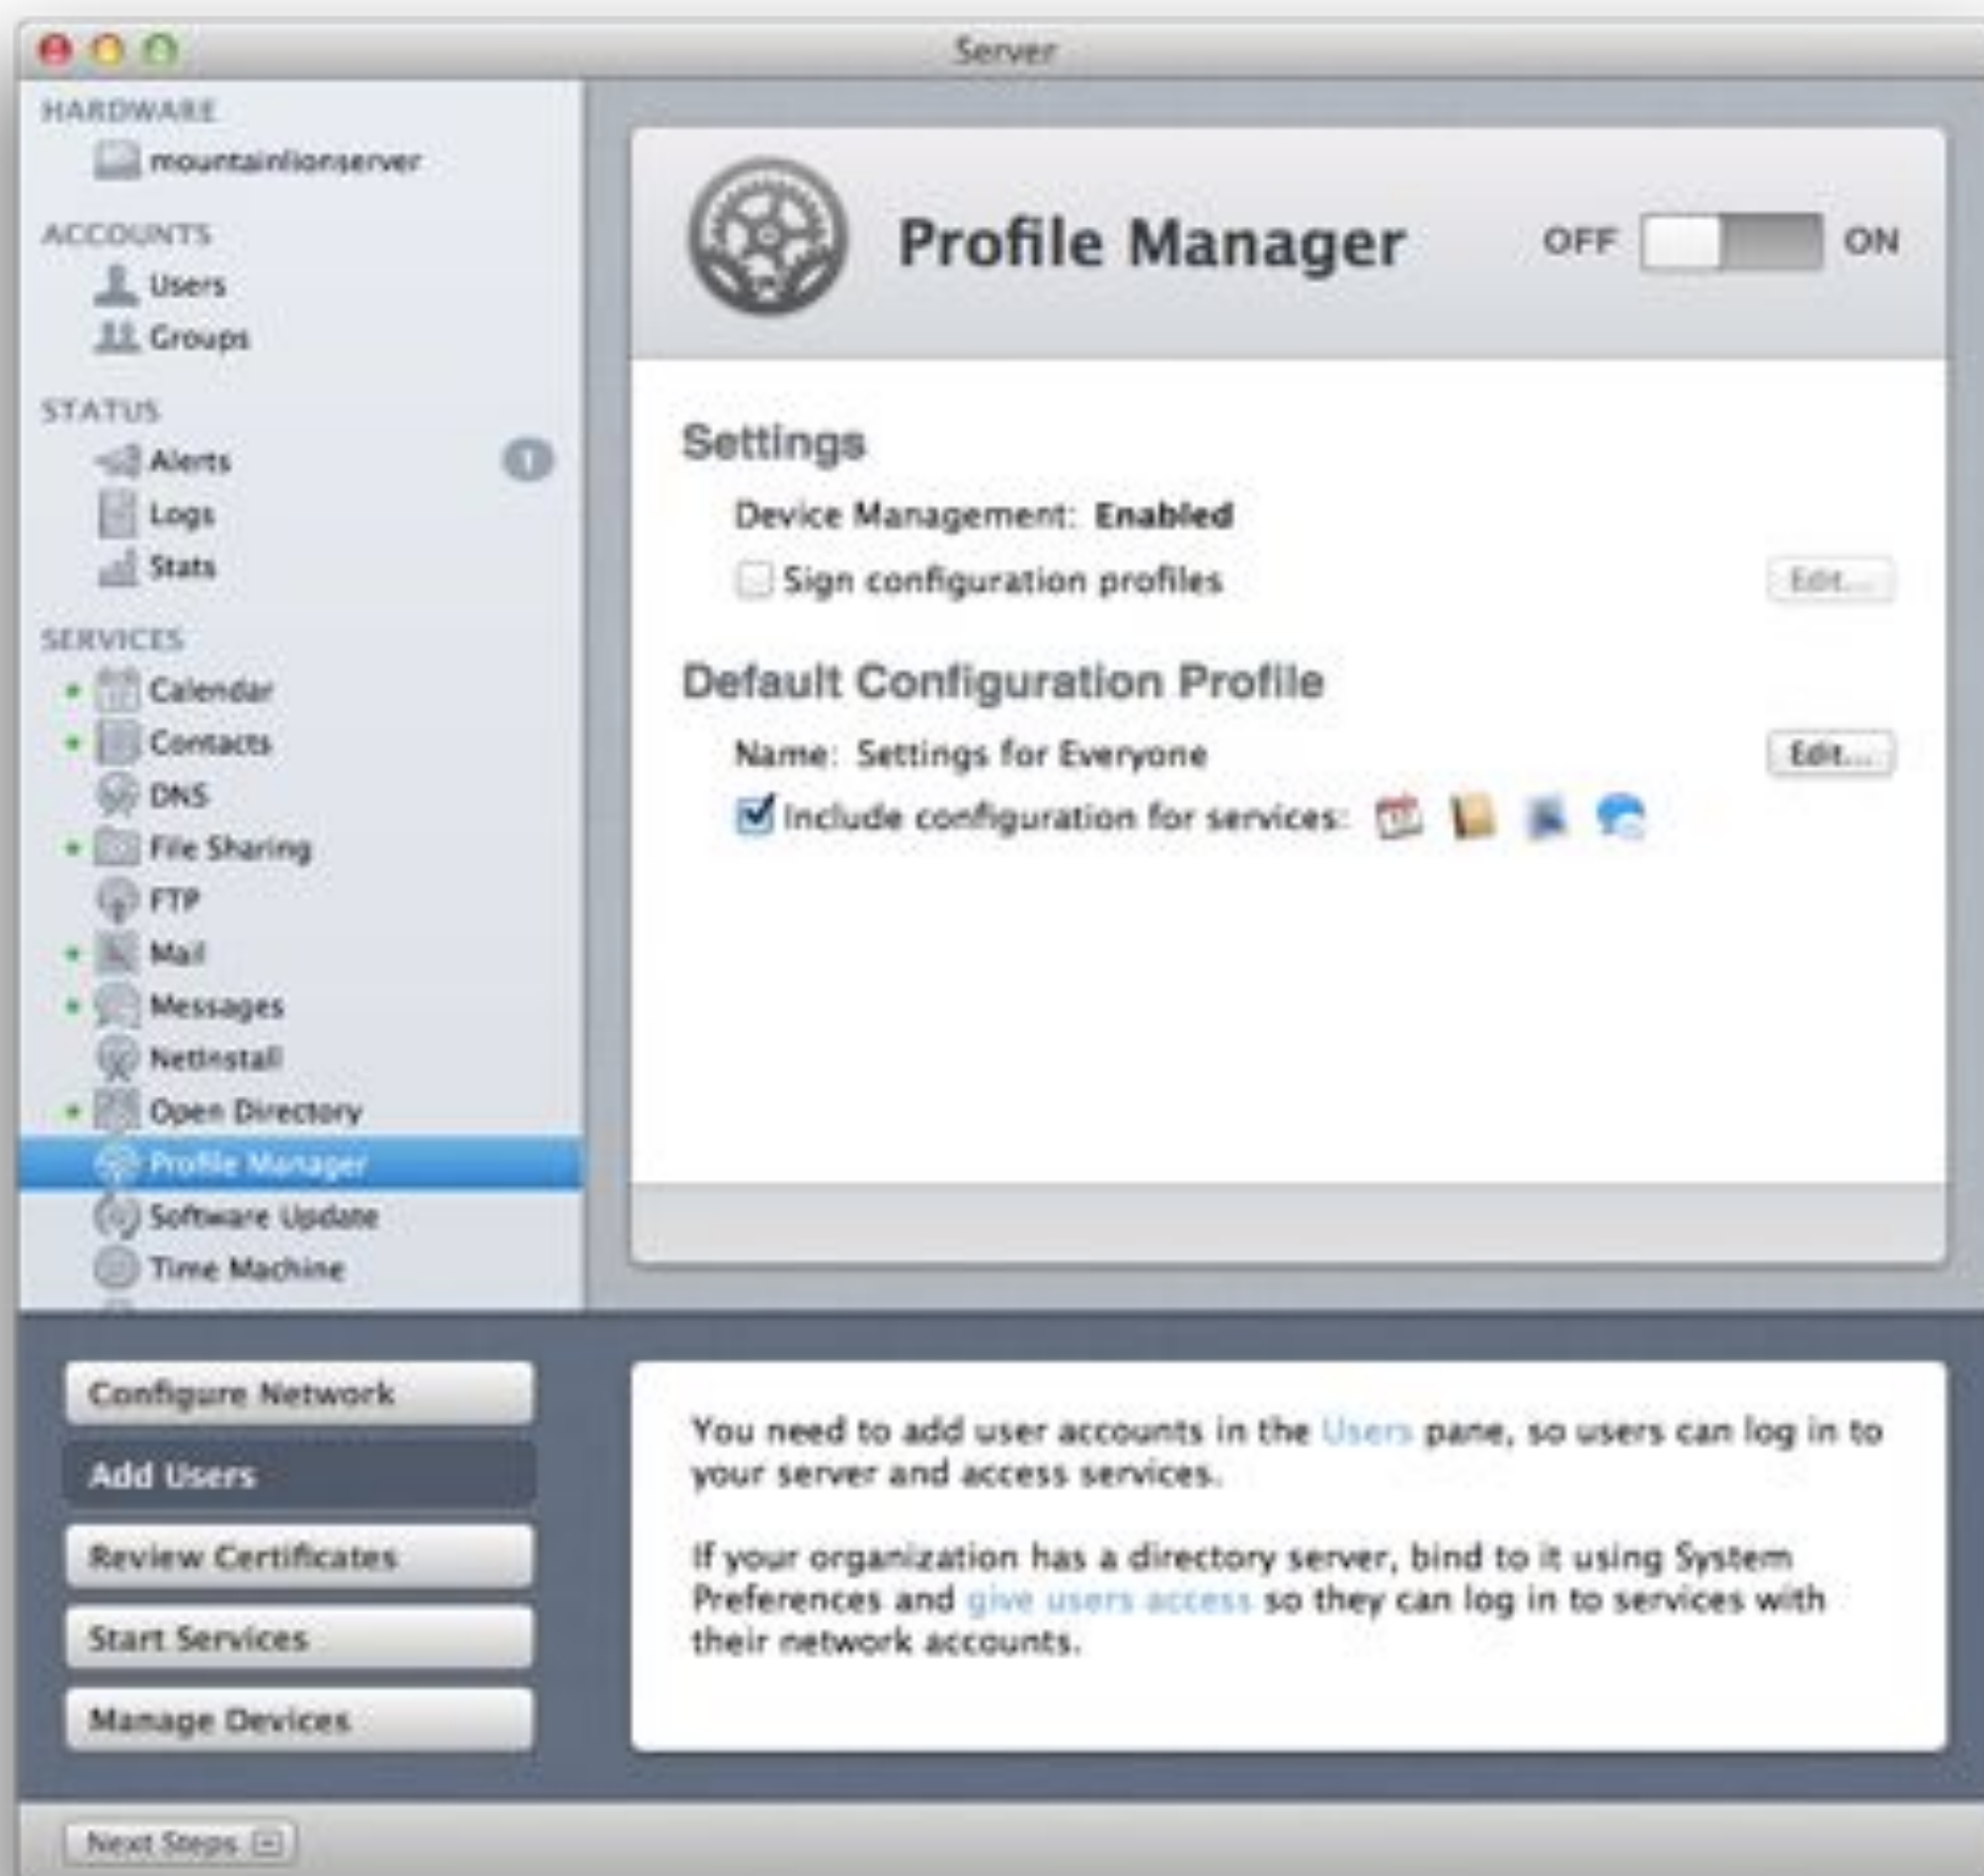 Server
HARDWARE
mountainlionserver
ACCOUNTS
Users
Groups
STATUS
Alerts 1
Logs
Stats
SERVICES
Calendar
Contacts
DNS
File Sharing
FTP
Mail
Messages
NetInstall
Open Directory
Profile Manager
Software Update
Time Machine
Profile Manager
OFF ON
Settings
Device Management: Enabled
Sign configuration profiles Edit...
Default Configuration Profile
Name: Settings for Everyone Edit...
Include configuration for services:
Configure Network
Add Users
Review Certificates
Start Services
Manage Devices
You need to add user accounts in the Users pane, so users can log in to
your server and access services.
If your organization has a directory server, bind to it using System
Preferences and give users access so they can log in to services with
their network accounts.
Next Steps